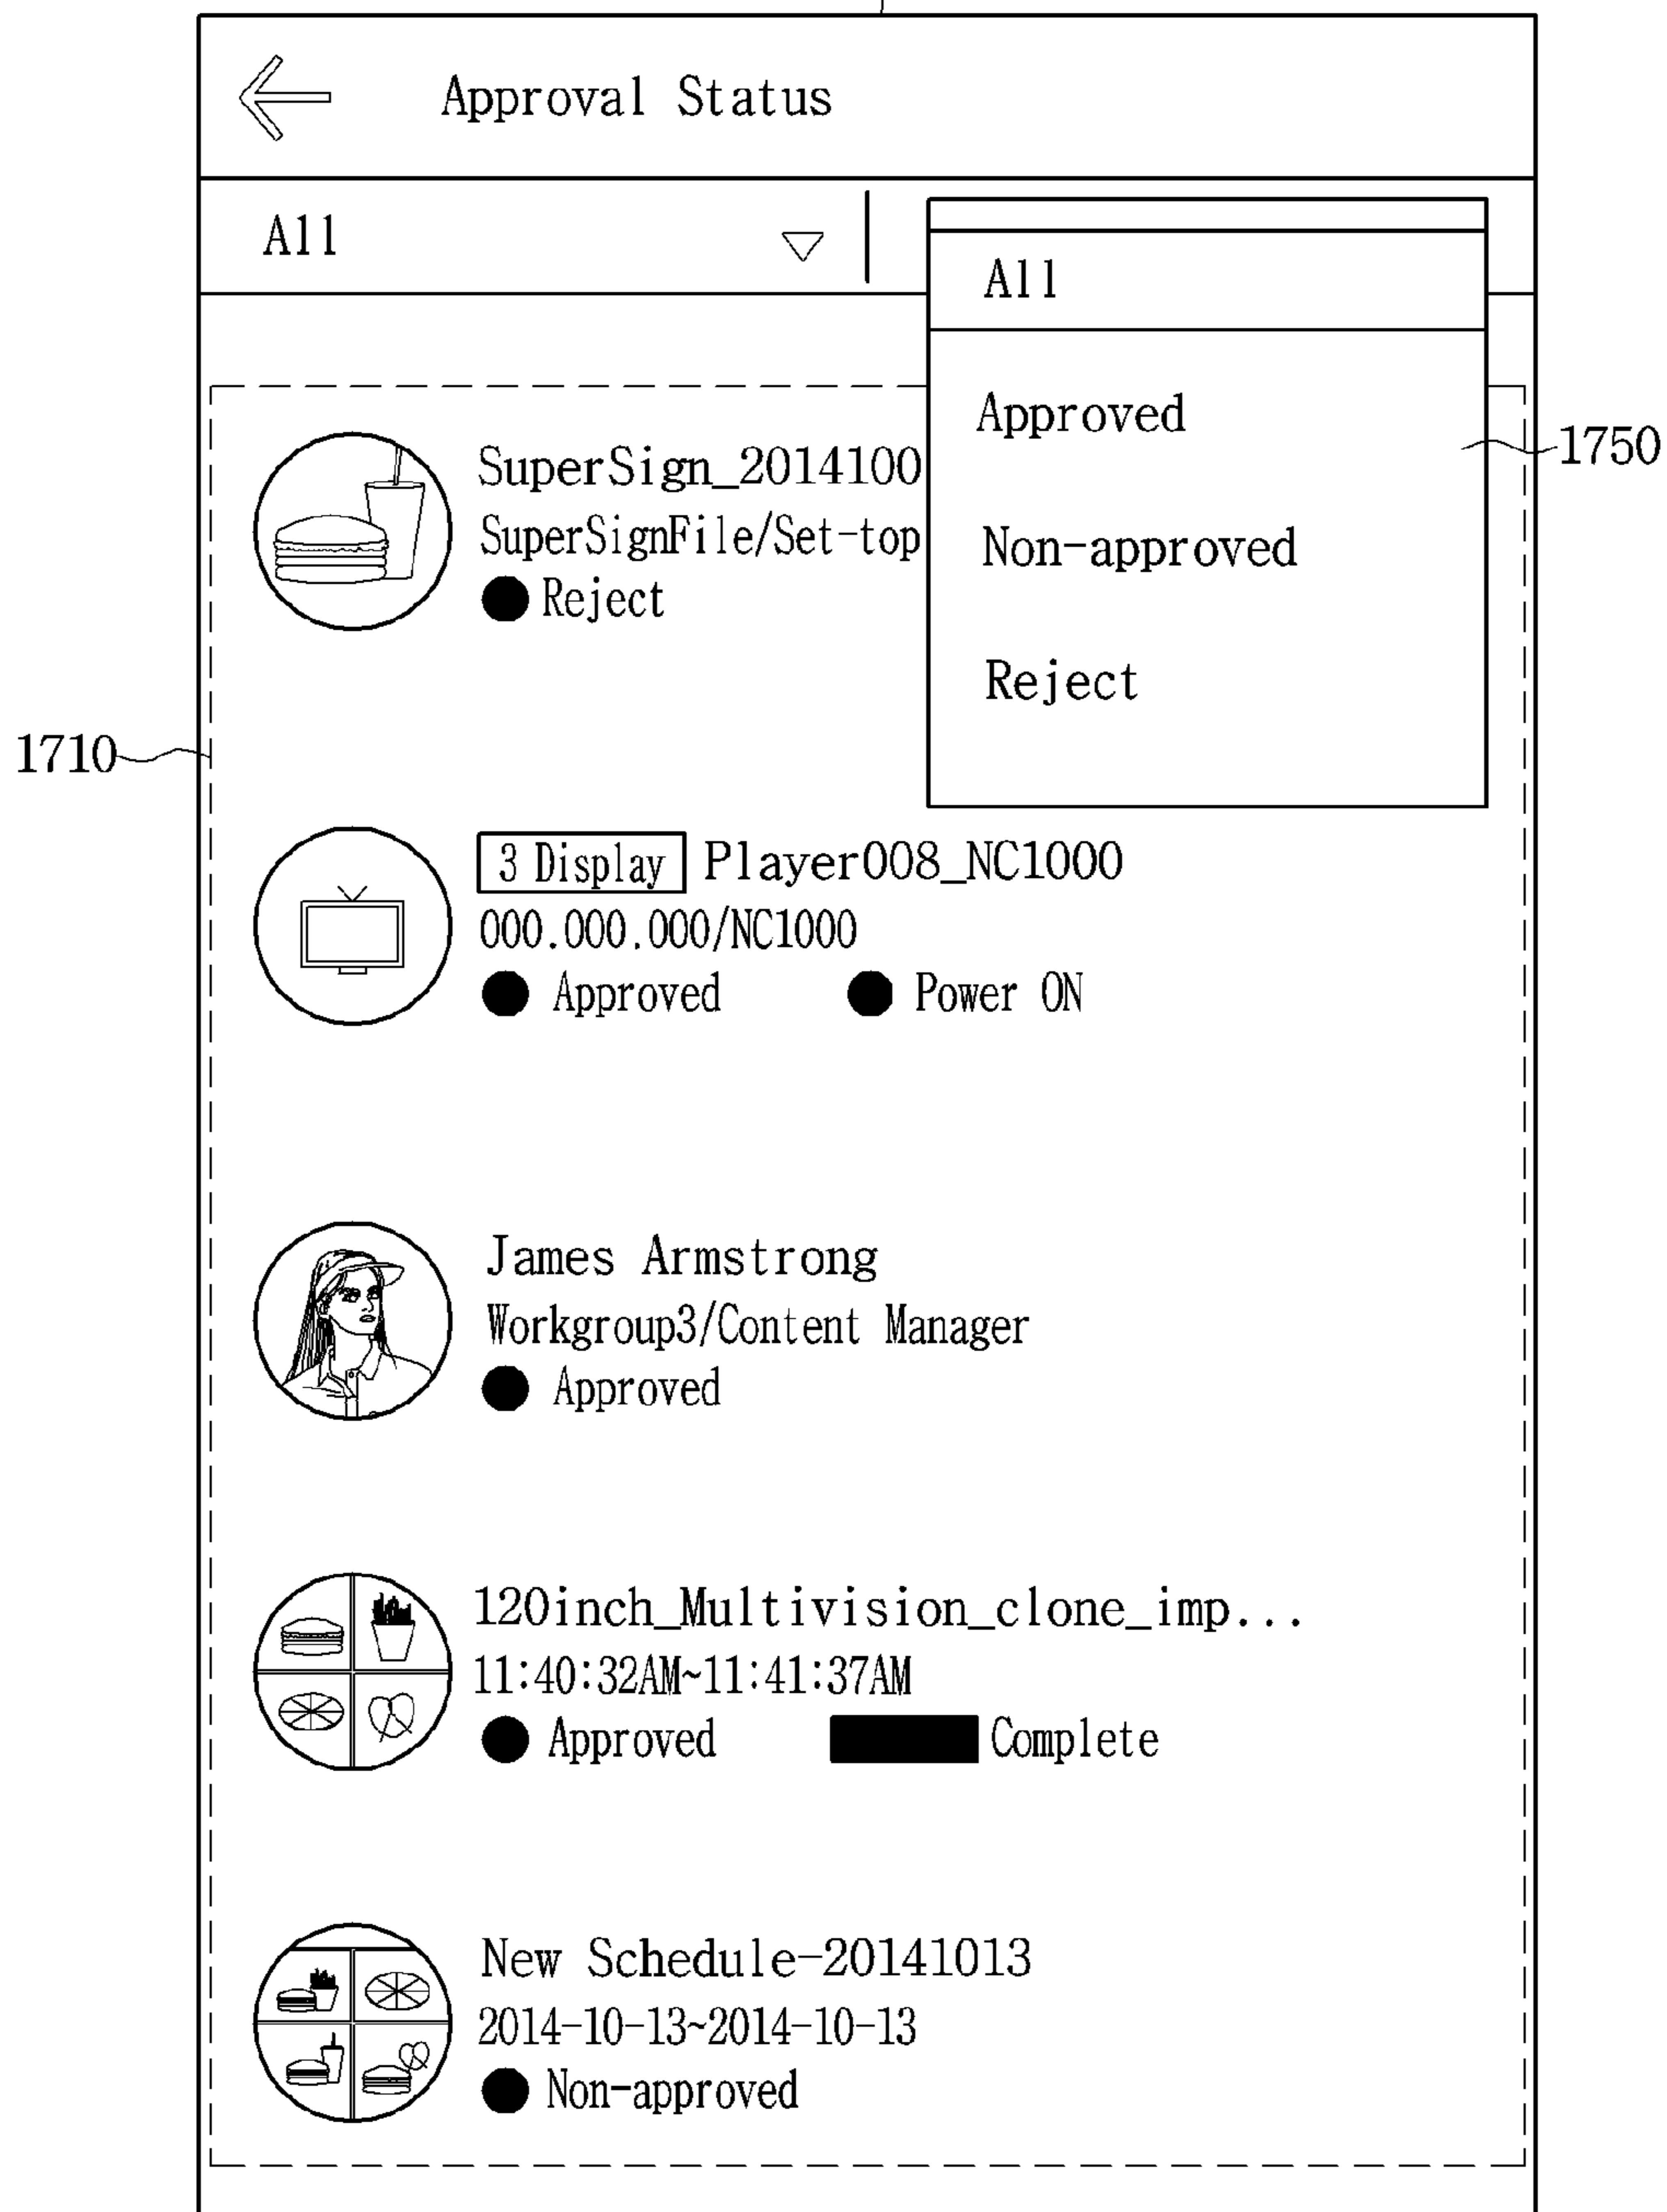 Approval Status
All
All
Approved
1750
Non-approved
Reject
SuperSign_2014100
SuperSignFile/Set-top
Reject
1710
3 Display Player008_NC1000
000.000.000/NC1000
Approved Power ON
James Armstrong
Workgroup3/Content Manager
Approved
120inch_Multivision_clone_imp...
11:40:32AM~11:41:37AM
Approved Complete
New Schedule-20141013
2014-10-13~2014-10-13
Non-approved